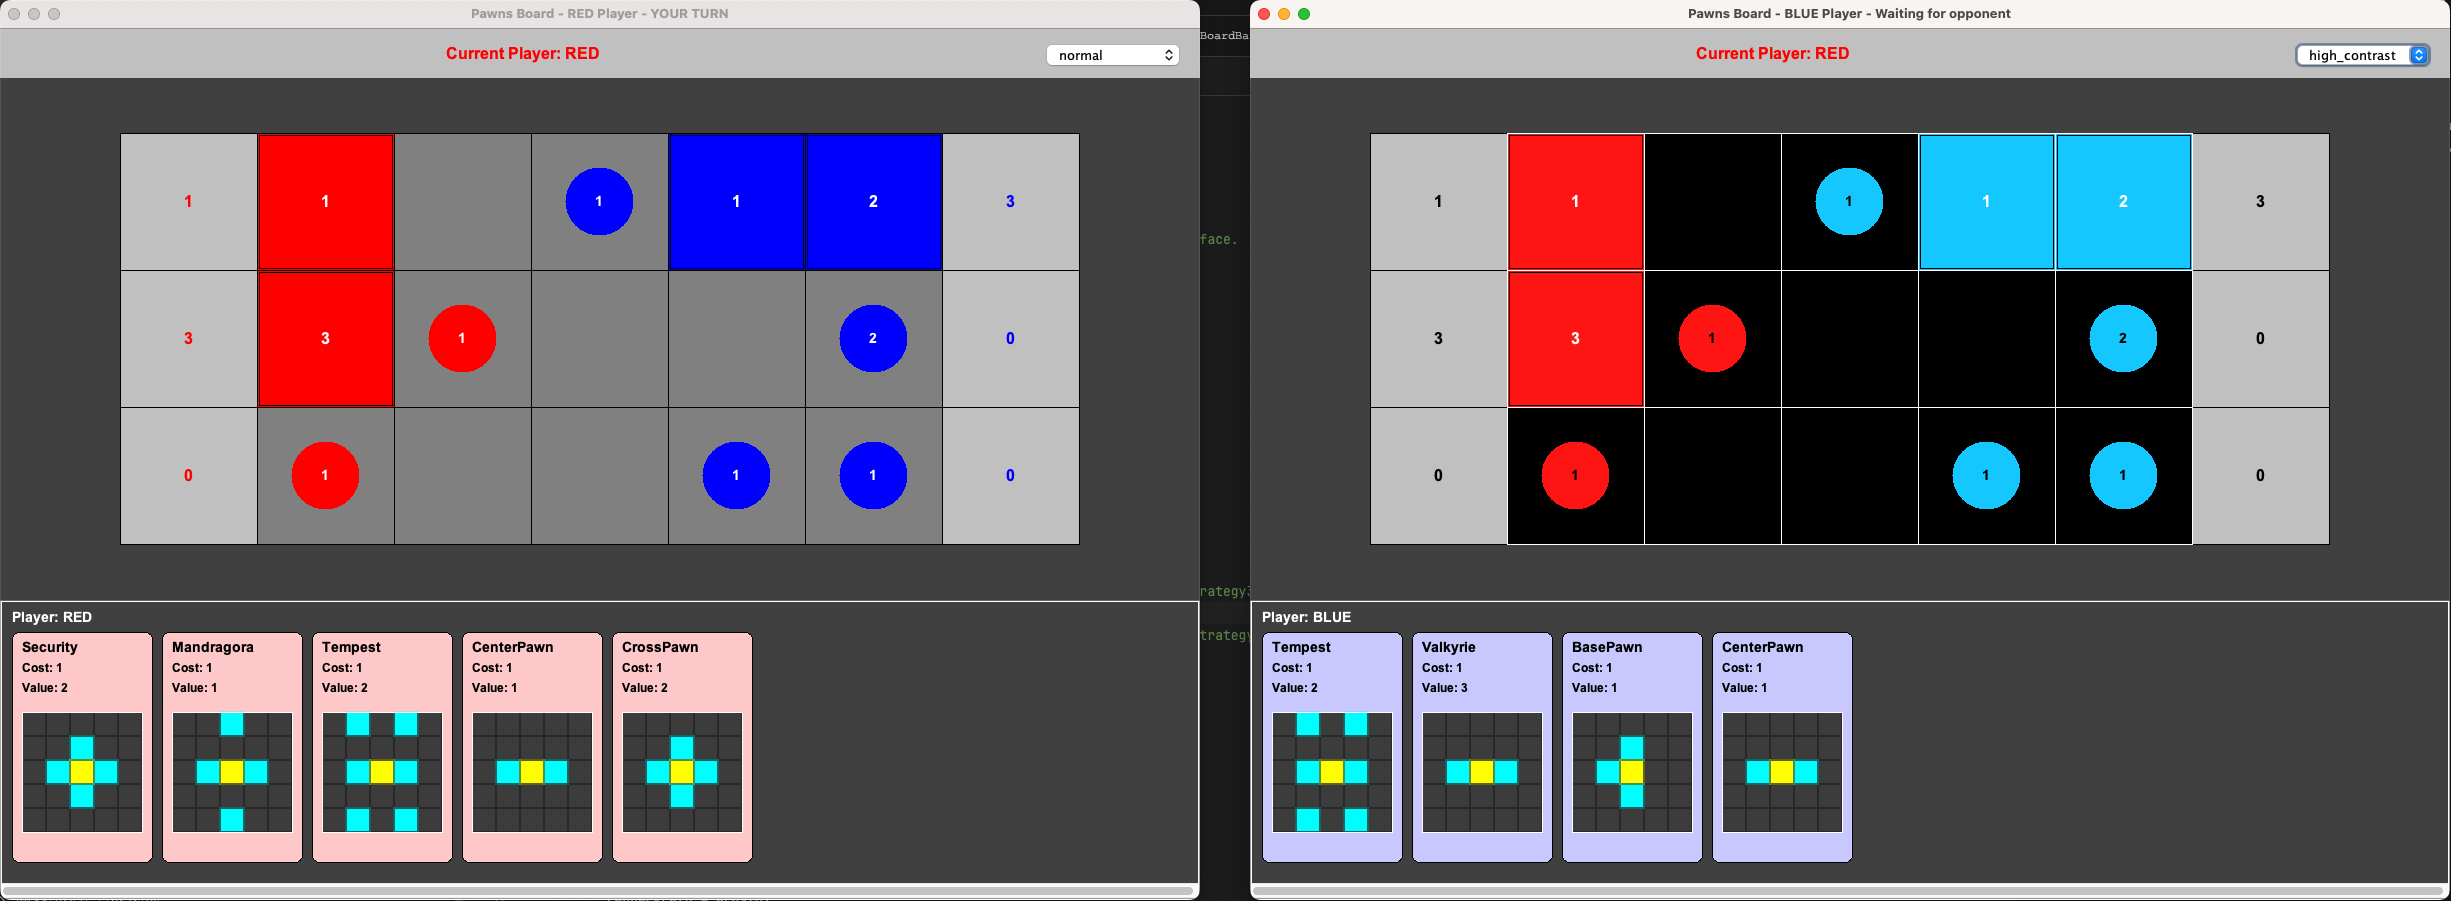 Pawns Board - RED Player - YOUR TURN
Current Player: RED
normal
1 1 1 1 2 3
3 3 1 2 0
0 1 1 1 0
Player: RED
Security Mandragora Tempest CenterPawn CrossPawn
Cost: 1 Cost: 1 Cost: 1 Cost: 1 Cost: 1
Value: 2 Value: 1 Value: 2 Value: 1 Value: 2
BoardBa
face.
rategy
trategy
Pawns Board - BLUE Player - Waiting for opponent
Current Player: RED
high_contrast
1 1 1 1 2 3
3 3 1 2 0
0 1 1 1 0
Player: BLUE
Tempest Valkyrie BasePawn CenterPawn
Cost: 1 Cost: 1 Cost: 1 Cost: 1
Value: 2 Value: 3 Value: 1 Value: 1